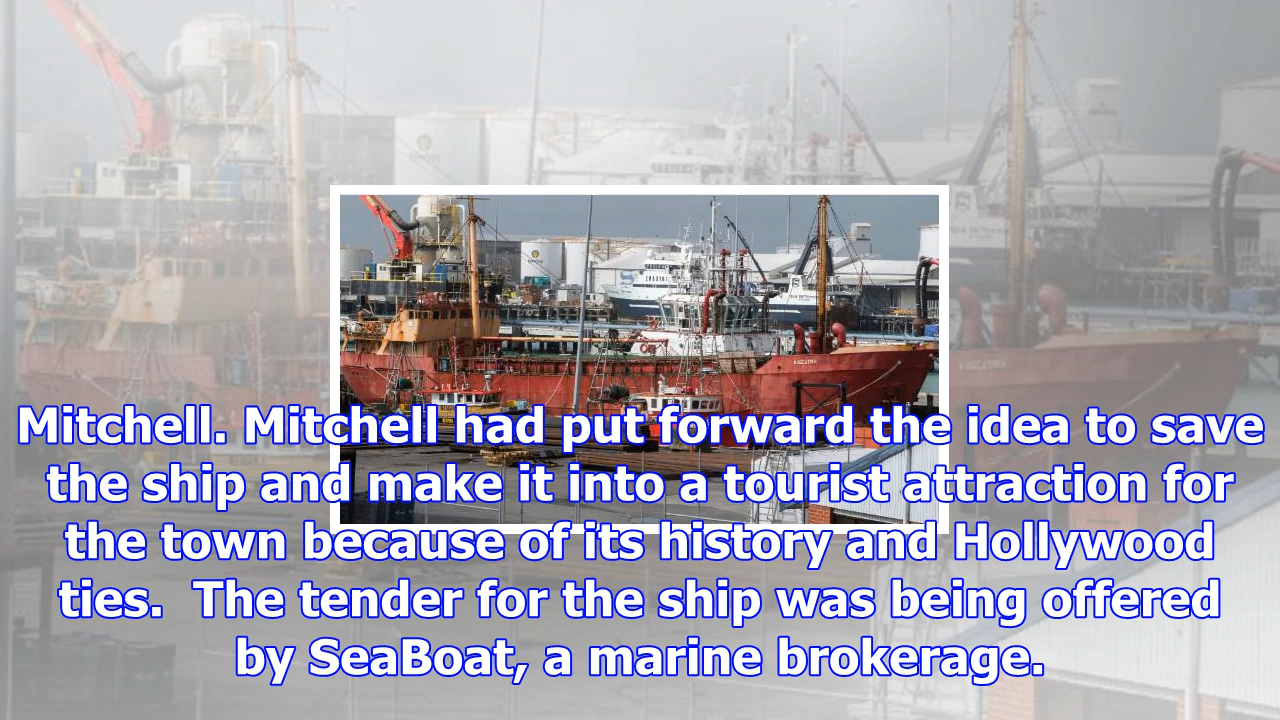 Mitchell. Mitchell had put forward the idea to save
the ship and make it into a tourist attraction for
the town because of its history and Hollywood
ties.  The tender for the ship was being offered
by SeaBoat, a marine brokerage.